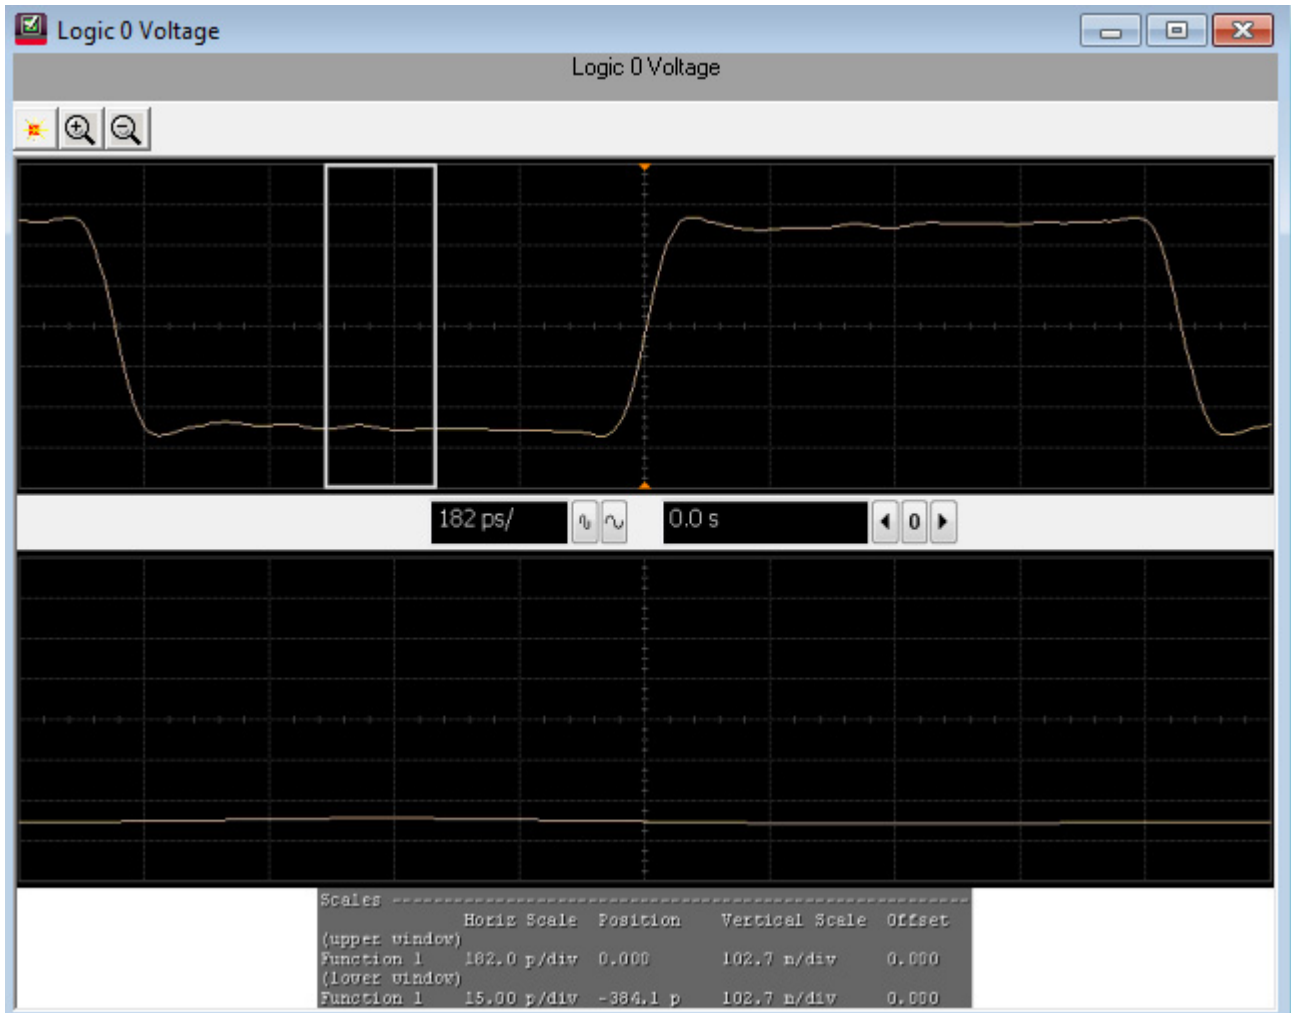 Logic 0 Voltage
Logic 0 Voltage
182 ps/
0.0 s
0
Scales
Horiz Scale Position Vertical Scale Offset
(upper window)
Function 1 182.0 p/div 0.000 102.7 m/div 0.000
(lower window)
Function 1 15.00 p/div -384.1 p 102.7 m/div 0.000